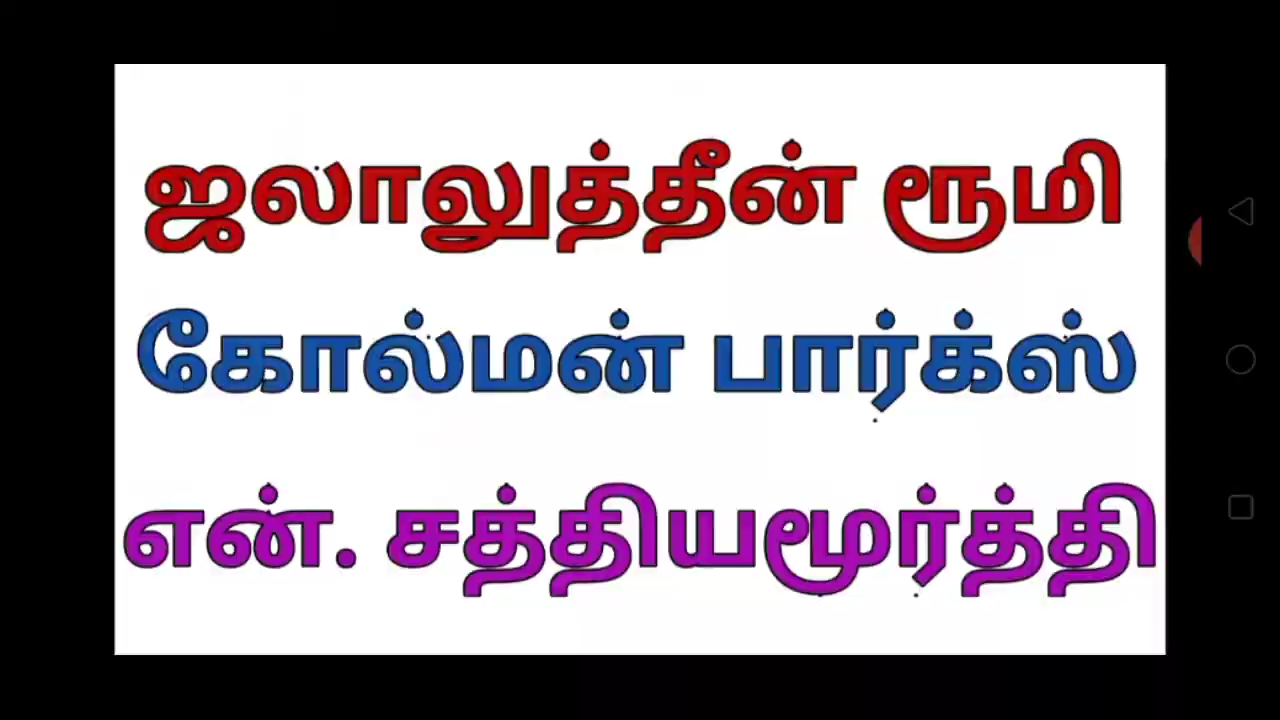 ஜலாலுத்தீன் ரூமி
கோல்மன் பார்க்ஸ்
என். சத்தியமூர்த்தி